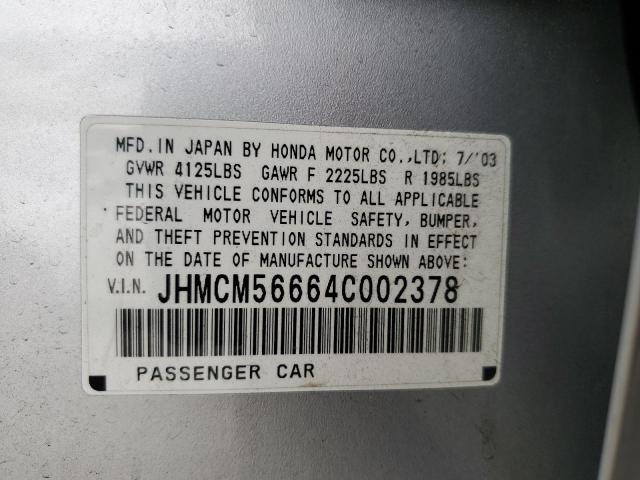 MFD. IN JAPAN BY HONDA MOTOR CO.,LTD; 7/'03
GVWR 4125LBS GAWR F 2225LBS R 1985LBS
THIS VEHICLE CONFORMS TO ALL APPLICABLE
FEDERAL MOTOR VEHICLE SAFETY, BUMPER,
AND THEFT PREVENTION STANDARDS IN EFFECT
ON THE DATE OF MANUFACTURE SHOWN ABOVE:
V.I.N. JHMCM56664C002378
PASSENGER CAR